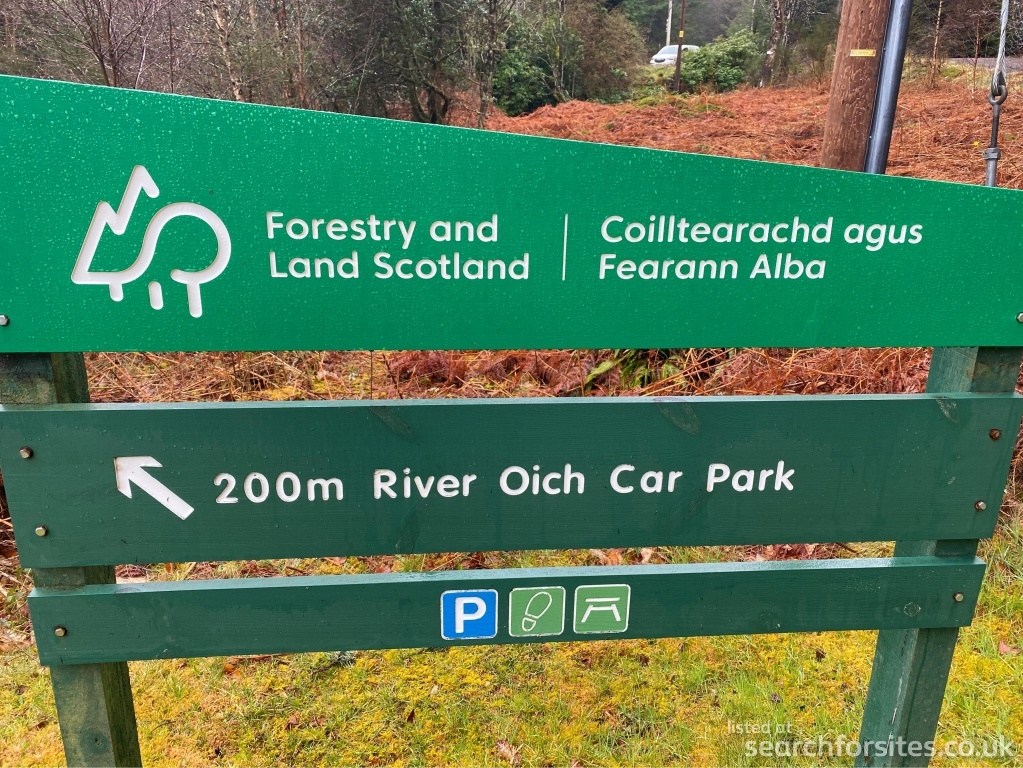 Forestry and
Land Scotland
Coilltearachd agus
Fearann Alba
200m River Oich Car Park
P
listed at
searchforsites.co.uk